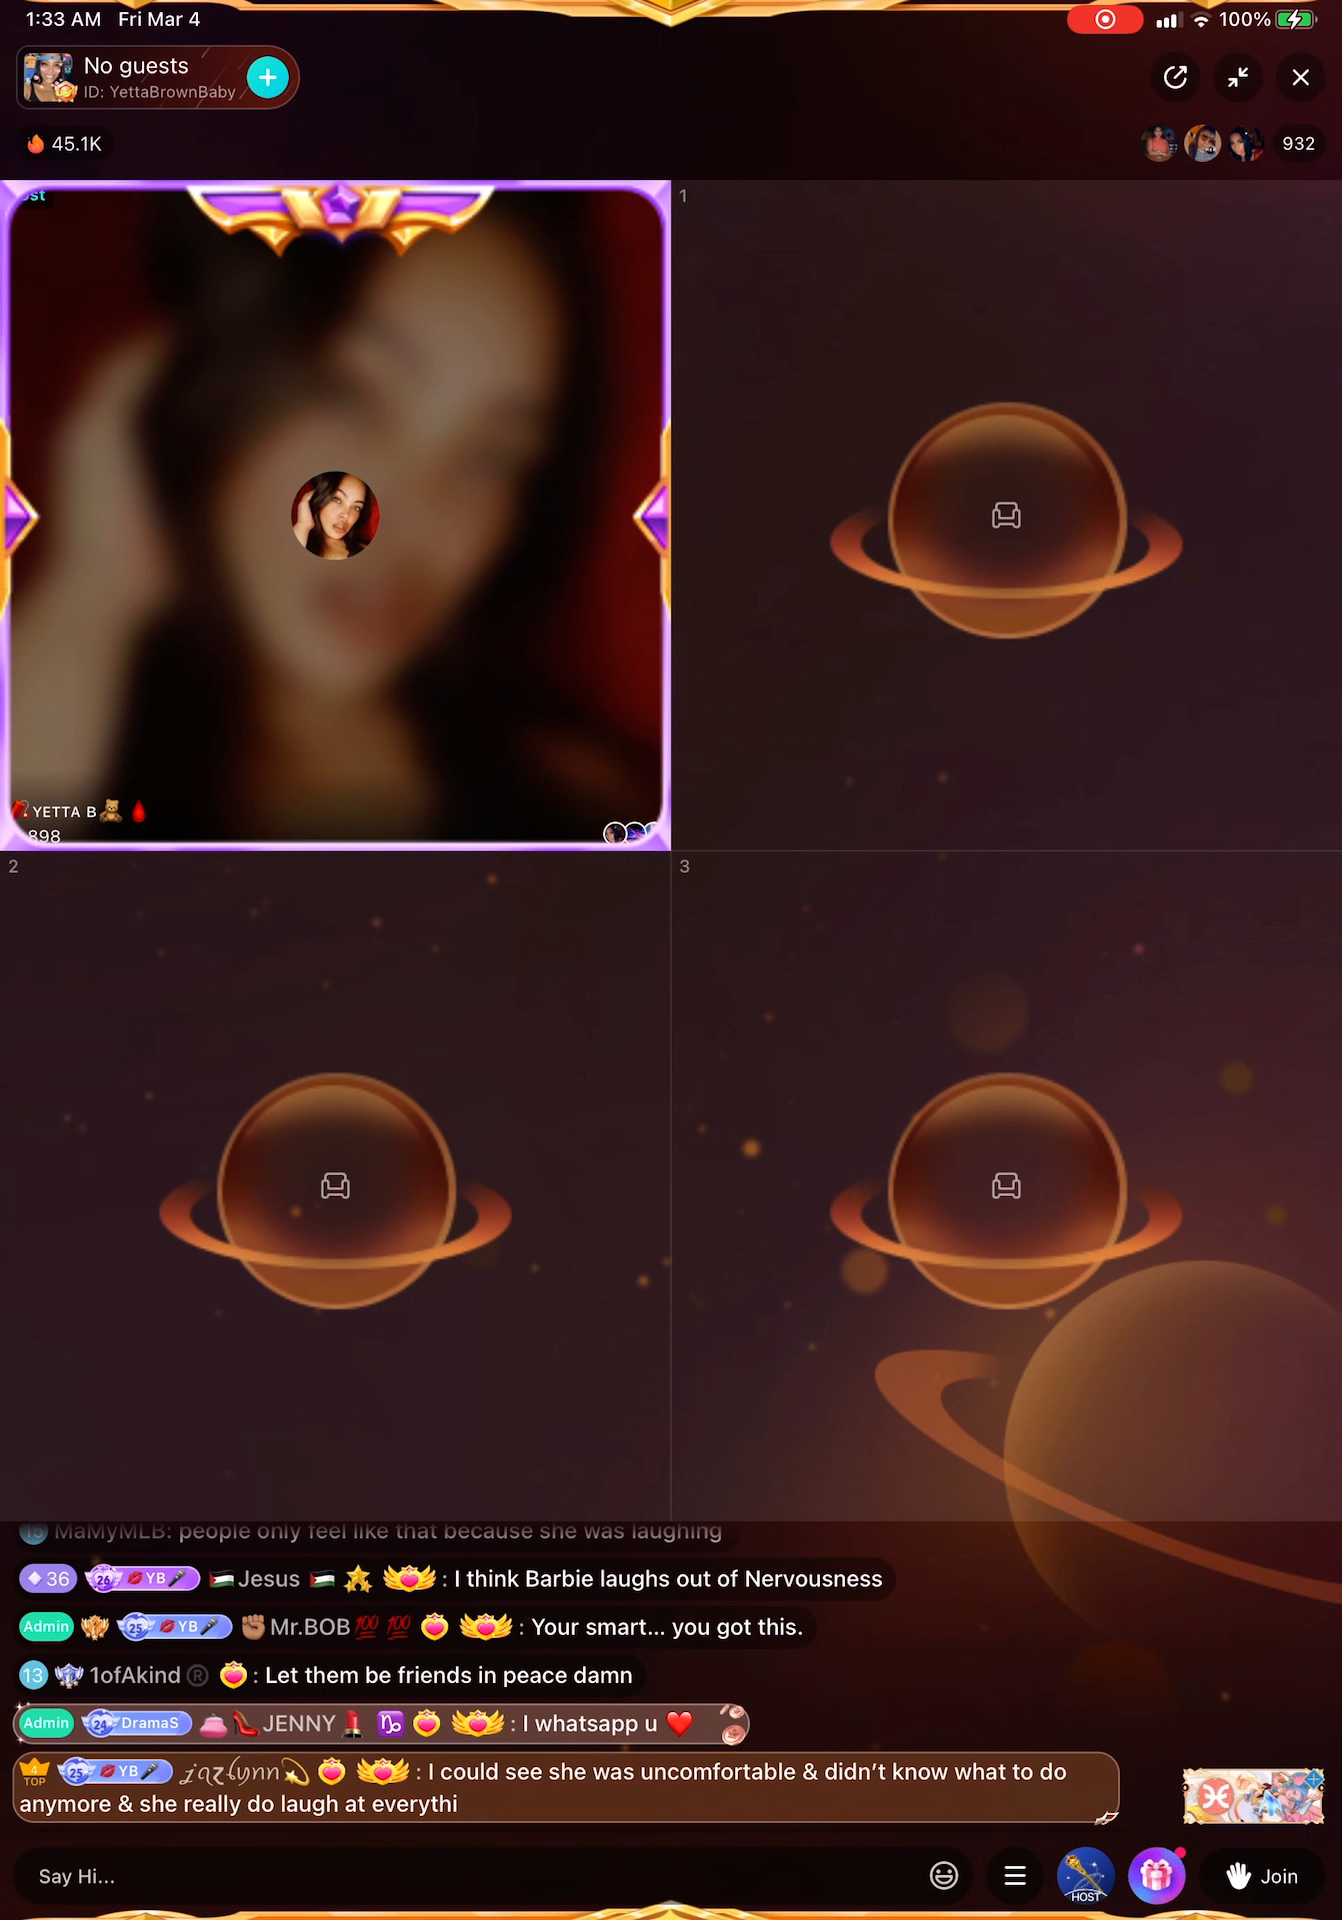 1:33 AM Fri Mar 4
100%
No guests
ID: YettaBrownBaby
45.1K
932
1
YETTA B
898
2
3
15 MaMyMLB: people only feel like that because she was laughing
36 26 YB Jesus : I think Barbie laughs out of Nervousness
Admin 25 YB Mr.BOB 💯 💯 : Your smart... you got this.
13 1ofAkind ® : Let them be friends in peace damn
Admin 24 DramaS JENNY ♑ : I whatsapp u ❤️
4 TOP 25 YB jazlynn : I could see she was uncomfortable & didn’t know what to do
anymore & she really do laugh at everythi
Say Hi...
HOST
Join